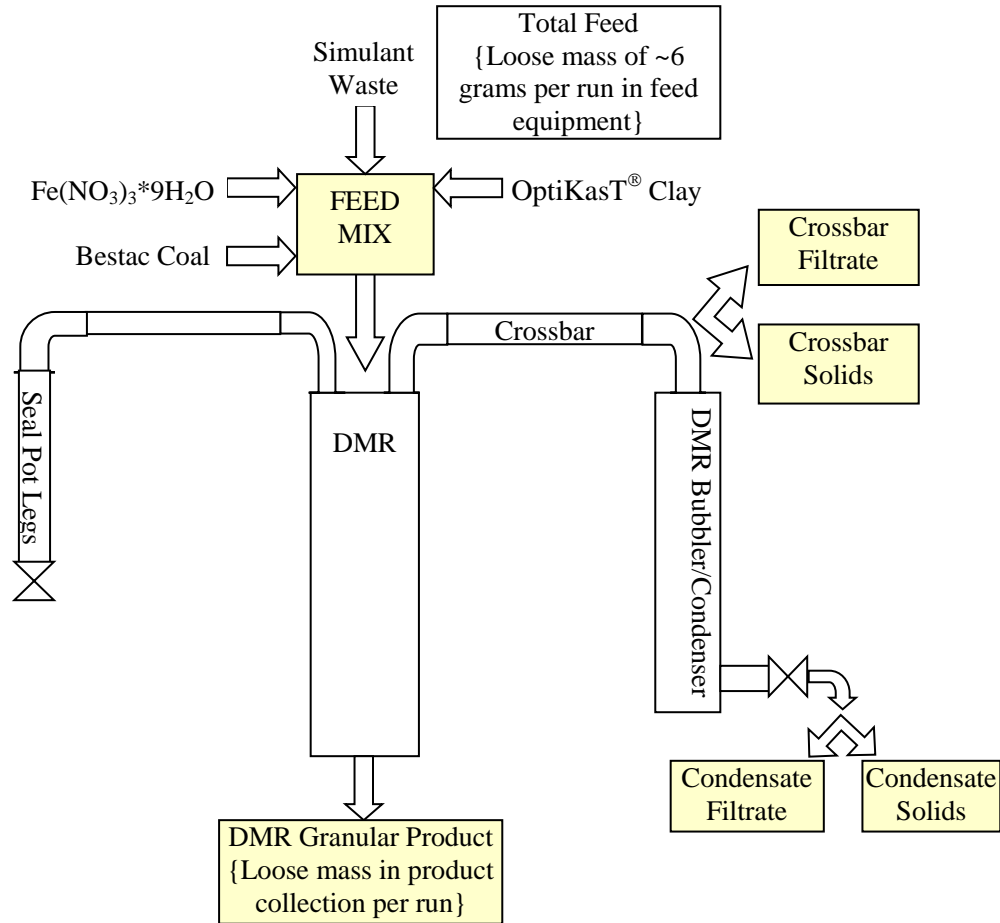 Total Feed
{Loose mass of ~6
grams per run in feed
equipment}
Simulant
Waste
Fe(NO₃)₃*9H₂O
OptiKasT® Clay
FEED
MIX
Bestac Coal
Crossbar
Filtrate
Crossbar
Crossbar
Solids
Seal Pot Legs
DMR
DMR Bubbler/Condenser
Condensate
Filtrate
Condensate
Solids
DMR Granular Product
{Loose mass in product
collection per run}